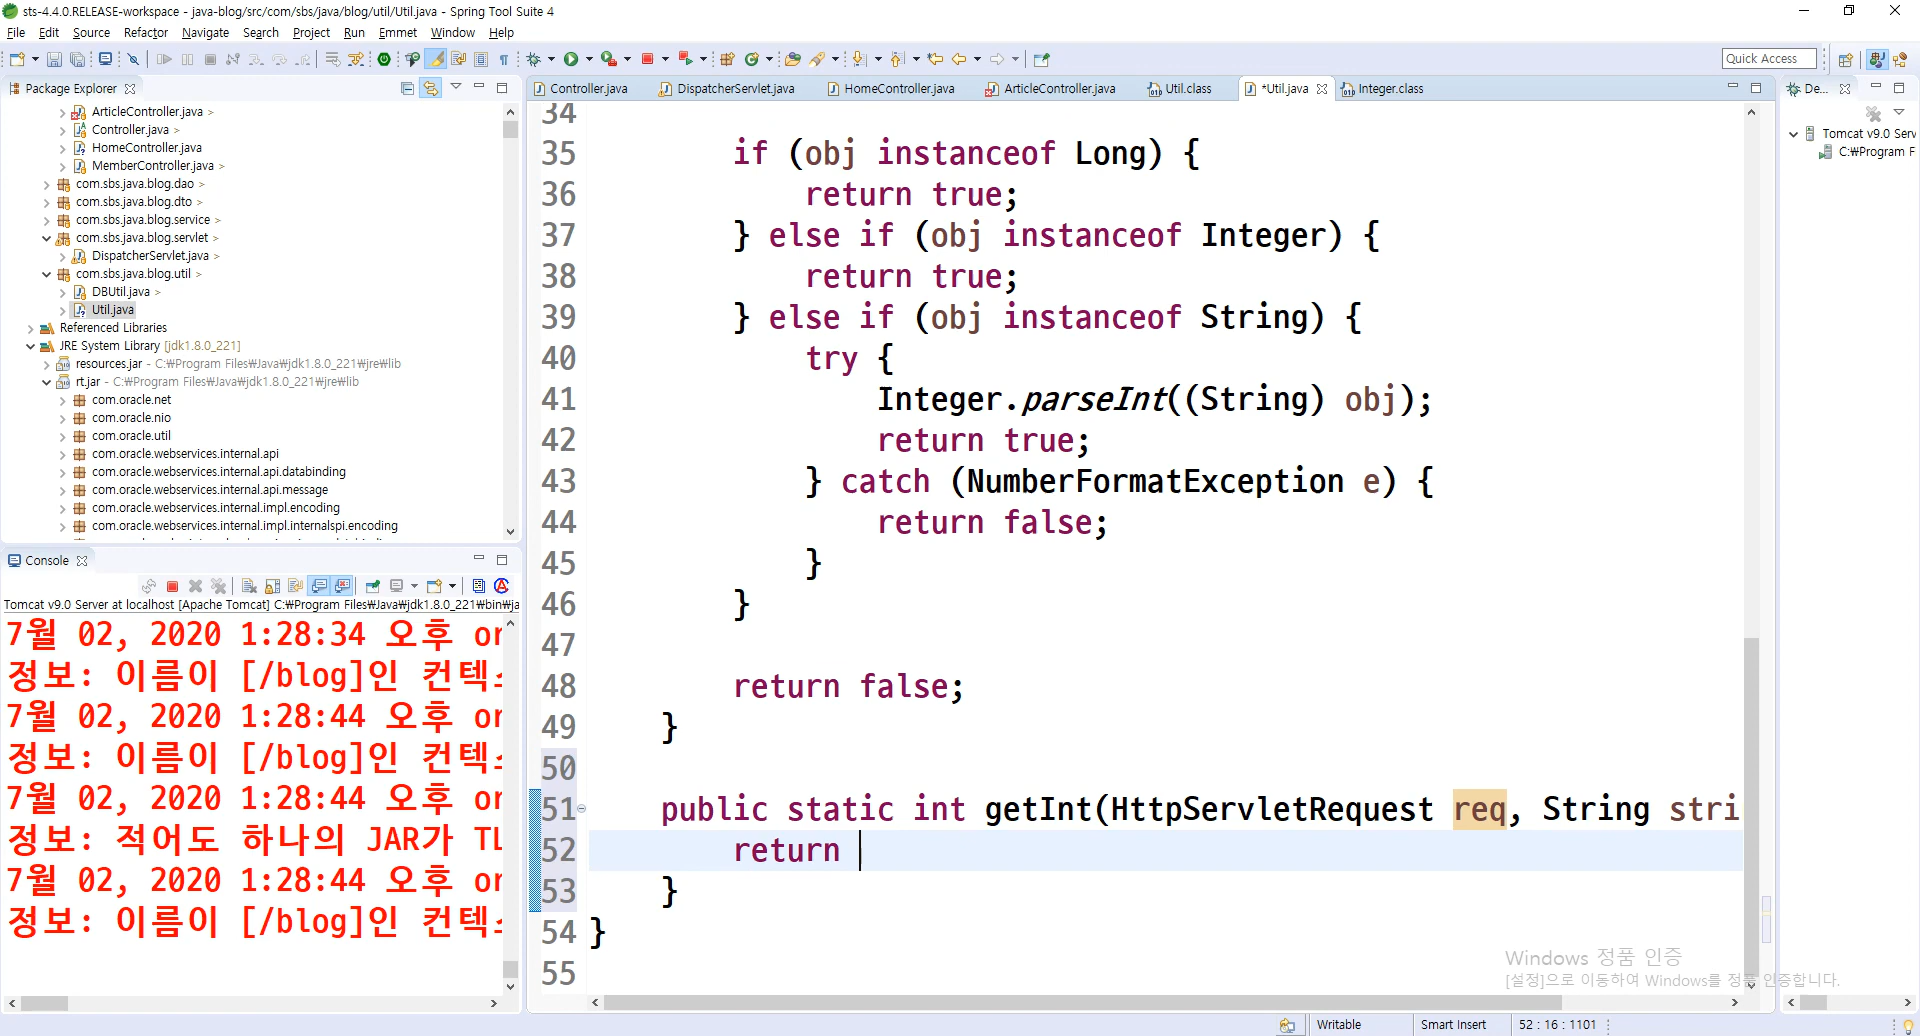 sts-4.4.0.RELEASE-workspace - java-blog/src/com/sbs/java/blog/util/Util.java - Spring Tool Suite 4
File Edit Source Refactor Navigate Search Project Run Emmet Window Help
Quick Access
Package Explorer
ArticleController.java >
Controller.java >
HomeController.java
MemberController.java >
com.sbs.java.blog.dao >
com.sbs.java.blog.dto >
com.sbs.java.blog.service >
com.sbs.java.blog.servlet >
DispatcherServlet.java >
com.sbs.java.blog.util >
DBUtil.java >
Util.java
Referenced Libraries
JRE System Library [jdk1.8.0_221]
resources.jar - C:₩Program Files₩Java₩jdk1.8.0_221₩jre₩lib
rt.jar - C:₩Program Files₩Java₩jdk1.8.0_221₩jre₩lib
com.oracle.net
com.oracle.nio
com.oracle.util
com.oracle.webservices.internal.api
com.oracle.webservices.internal.api.databinding
com.oracle.webservices.internal.api.message
com.oracle.webservices.internal.impl.encoding
com.oracle.webservices.internal.impl.internalspi.encoding
Console
Tomcat v9.0 Server at localhost [Apache Tomcat] C:₩Program Files₩Java₩jdk1.8.0_221₩bin₩ja
7월 02, 2020 1:28:34 오후 or
정보: 이름이 [/blog]인 컨텍
7월 02, 2020 1:28:44 오후 or
정보: 이름이 [/blog]인 컨텍
7월 02, 2020 1:28:44 오후 or
정보: 적어도 하나의 JAR가 TL
7월 02, 2020 1:28:44 오후 or
정보: 이름이 [/blog]인 컨텍
Controller.java DispatcherServlet.java HomeController.java ArticleController.java Util.class *Util.java Integer.class
34
35 if (obj instanceof Long) {
36 return true;
37 } else if (obj instanceof Integer) {
38 return true;
39 } else if (obj instanceof String) {
40 try {
41 Integer.parseInt((String) obj);
42 return true;
43 } catch (NumberFormatException e) {
44 return false;
45 }
46 }
47
48 return false;
49 }
50
51 public static int getInt(HttpServletRequest req, String stri
52 return
53 }
54 }
55
De...
Tomcat v9.0 Serv
C:₩Program F
Windows 정품 인증
[설정]으로 이동하여 Windows를 정품 인증합니다.
Writable Smart Insert 52 : 16 : 1101